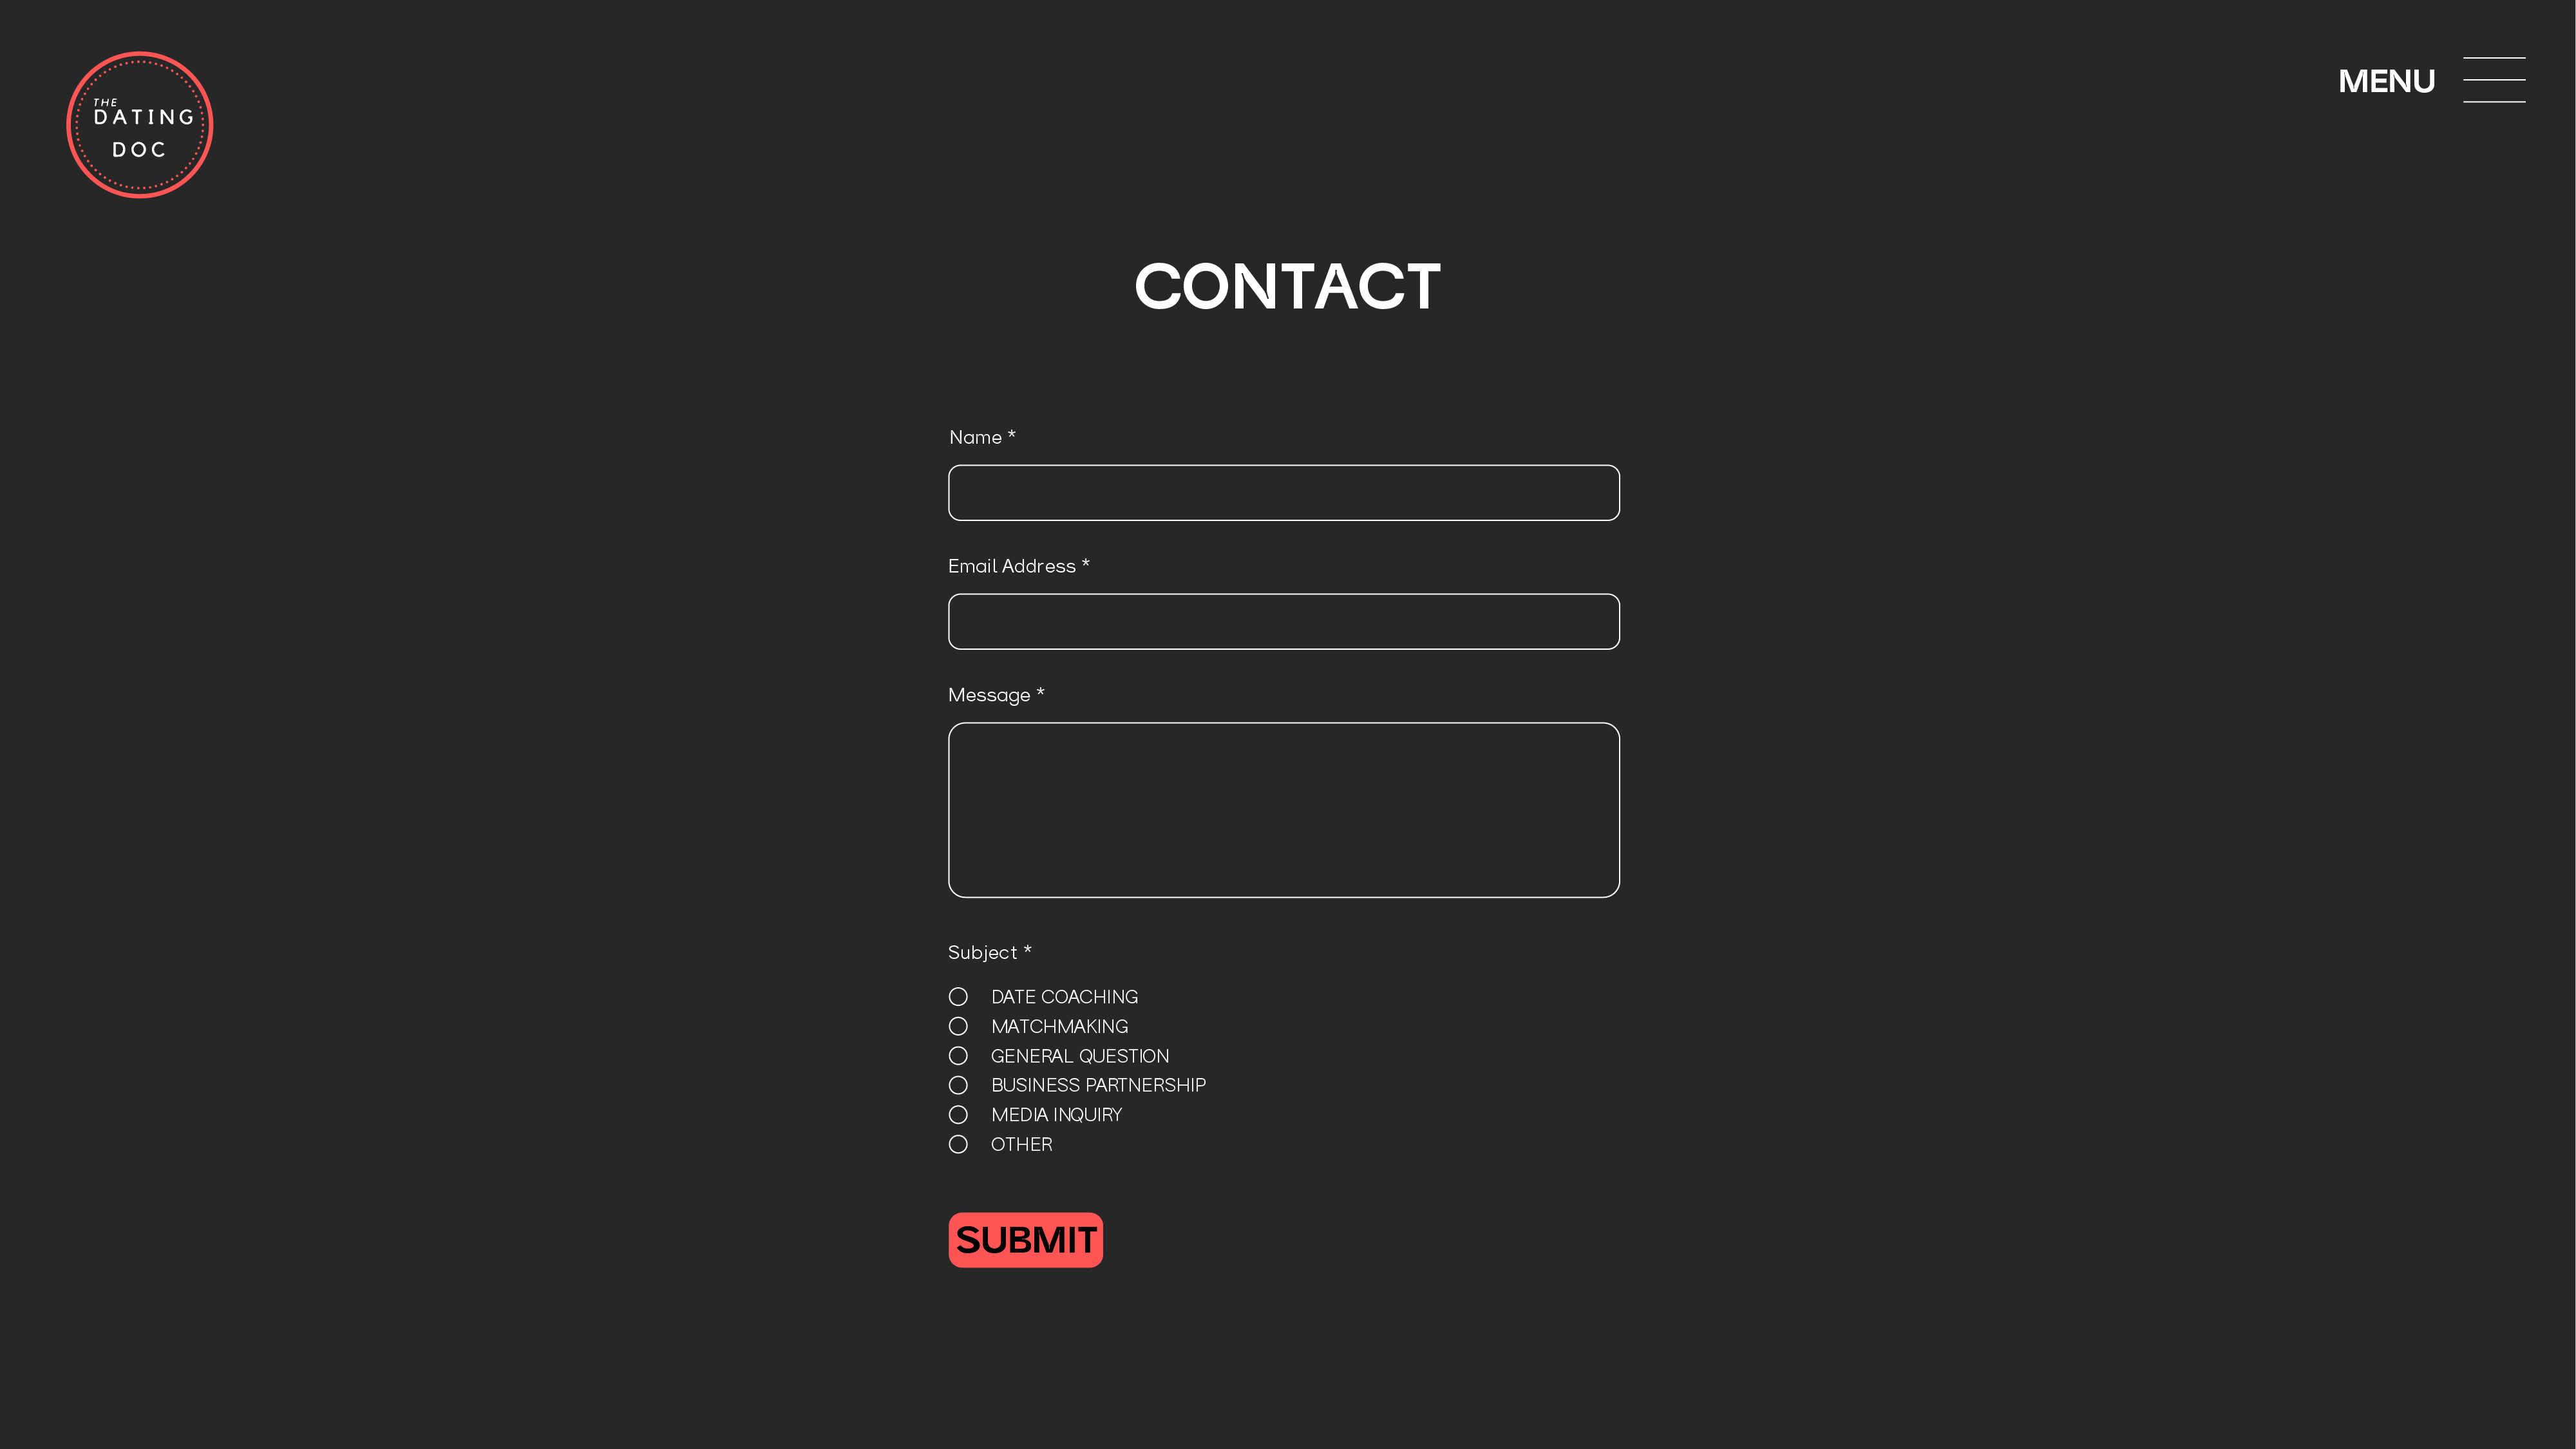 THE
DATING
DOC
MENU
CONTACT
Name *
Email Address *
Message *
Subject *
DATE COACHING
MATCHMAKING
GENERAL QUESTION
BUSINESS PARTNERSHIP
MEDIA INQUIRY
OTHER
SUBMIT